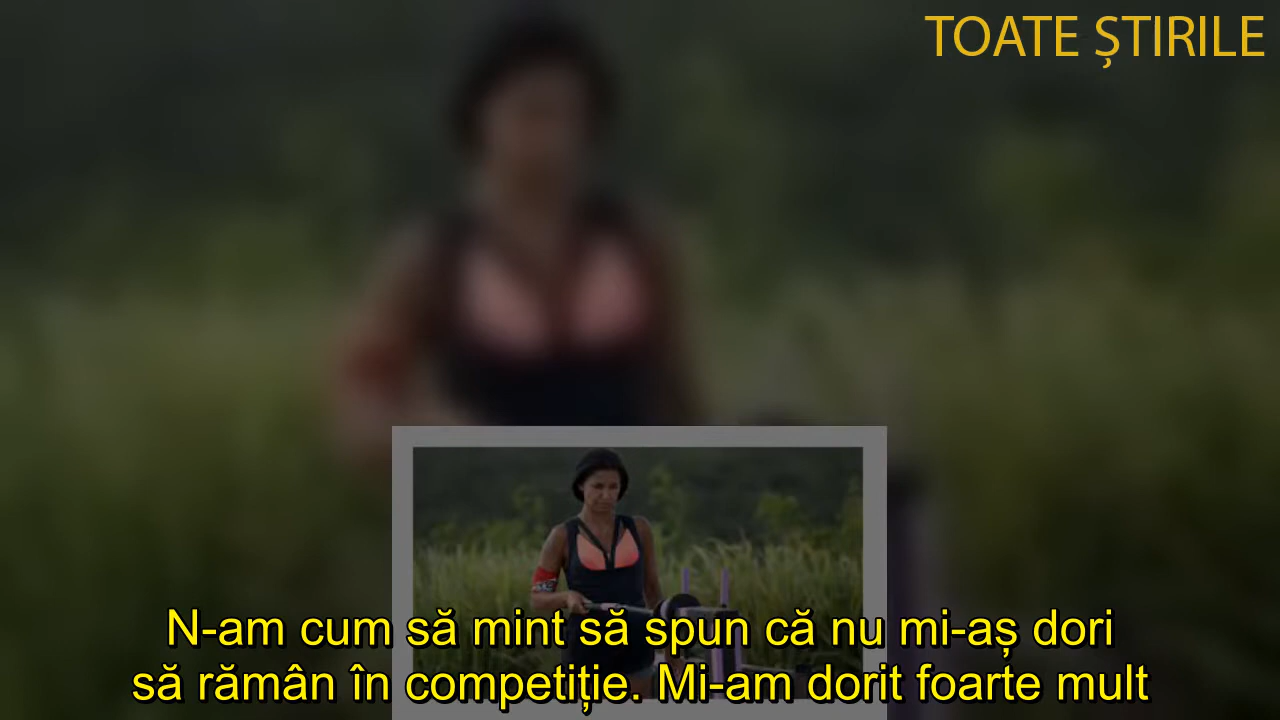 TOATE ȘTIRILE
N-am cum să mint să spun că nu mi-aș dori
să rămân în competiție. Mi-am dorit foarte mult